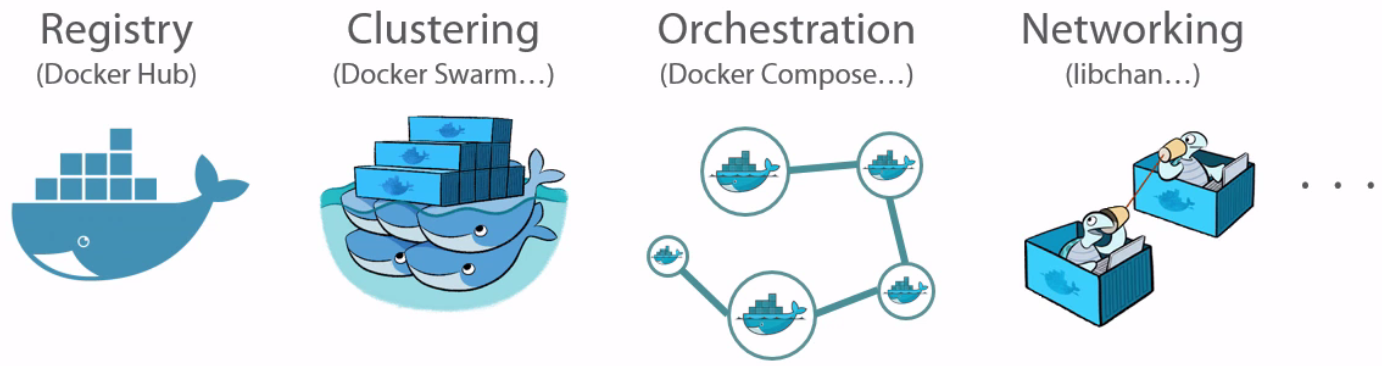 Registry
(Docker Hub)
Clustering
(Docker Swarm...)
Orchestration
(Docker Compose...)
Networking
(libchan...)
. . .